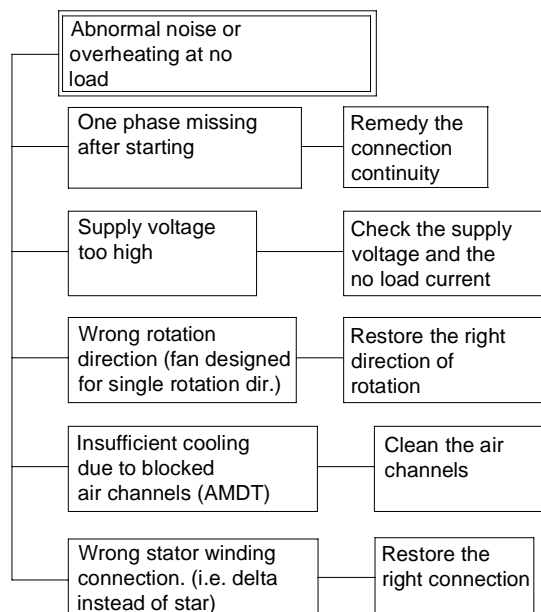 Abnormal noise or
overheating at no
load
One phase missing
after starting
Remedy the
connection
continuity
Supply voltage
too high
Check the supply
voltage and the
no load current
Wrong rotation
direction (fan designed
for single rotation dir.)
Restore the right
direction of
rotation
Insufficient cooling
due to blocked
air channels (AMDT)
Clean the air
channels
Wrong stator winding
connection. (i.e. delta
instead of star)
Restore the
right connection